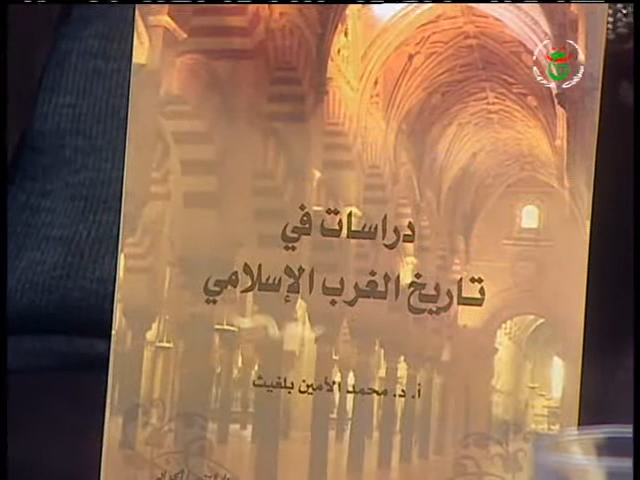 دراسات في
تاريخ الغرب الإسلامي
أ. د. محمد الأمين بلغيث